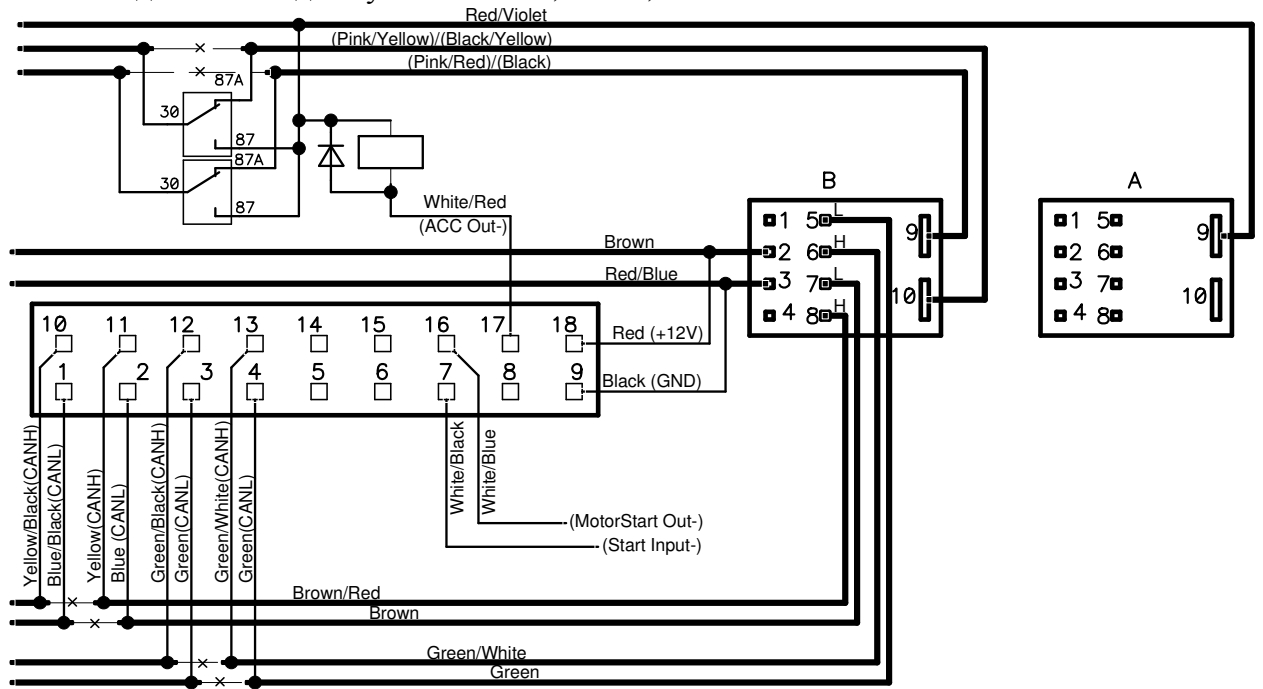 Red/Violet
(Pink/Yellow)/(Black/Yellow)
(Pink/Red)/(Black)
87A
30
87
87A
30
87
White/Red
(ACC Out-)
B
A
1 5 L
2 6 H
3 7 L
4 8 H
9
10
1 5
2 6
3 7
4 8
9
10
Brown
Red/Blue
10 11 12 13 14 15 16 17 18
1 2 3 4 5 6 7 8 9
Red (+12V)
Black (GND)
Yellow/Black(CANH)
Blue/Black(CANL)
Yellow(CANH)
Blue (CANL)
Green/Black(CANH)
Green(CANL)
Green/White(CANH)
Green(CANL)
White/Black
White/Blue
(MotorStart Out-)
(Start Input-)
Brown/Red
Brown
Green/White
Green